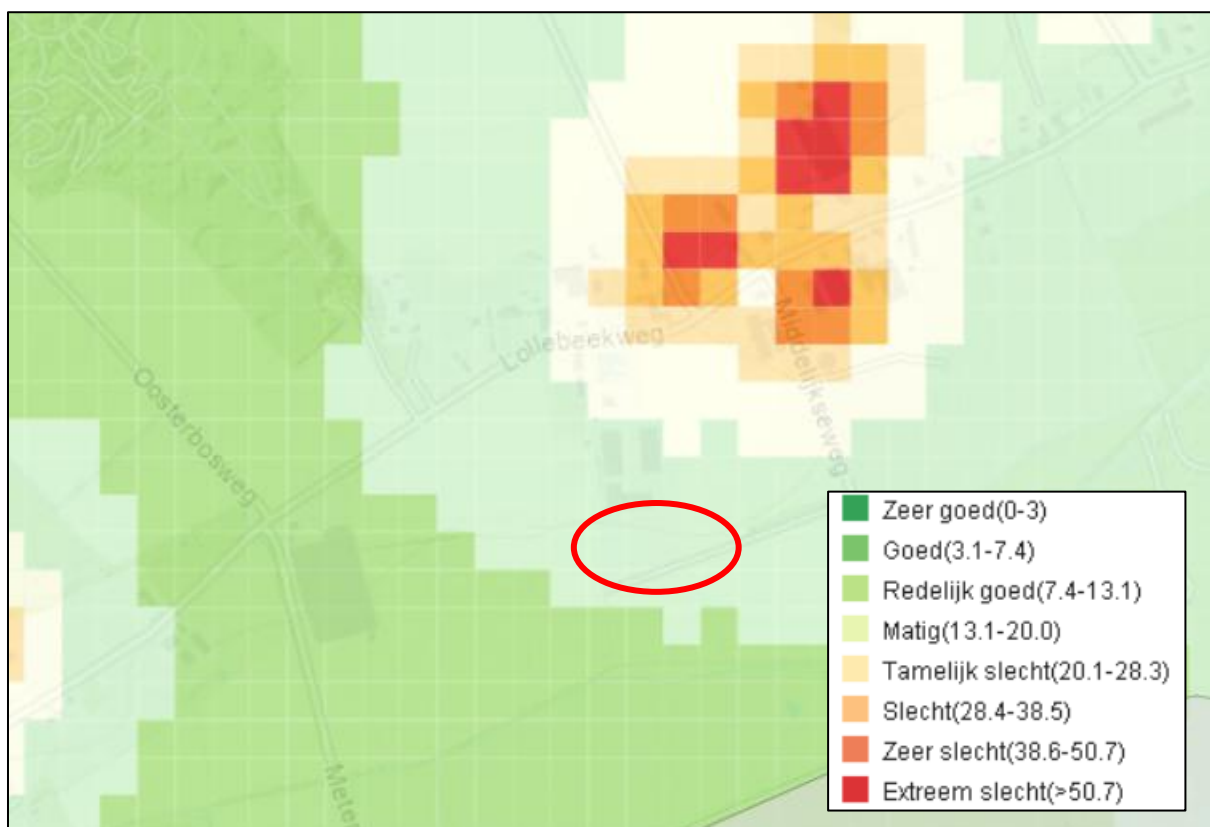 Lollebeekweg
Oosterbosweg
Middelijkseweg
Meter
Zeer goed(0-3)
Goed(3.1-7.4)
Redelijk goed(7.4-13.1)
Matig(13.1-20.0)
Tamelijk slecht(20.1-28.3)
Slecht(28.4-38.5)
Zeer slecht(38.6-50.7)
Extreem slecht(>50.7)